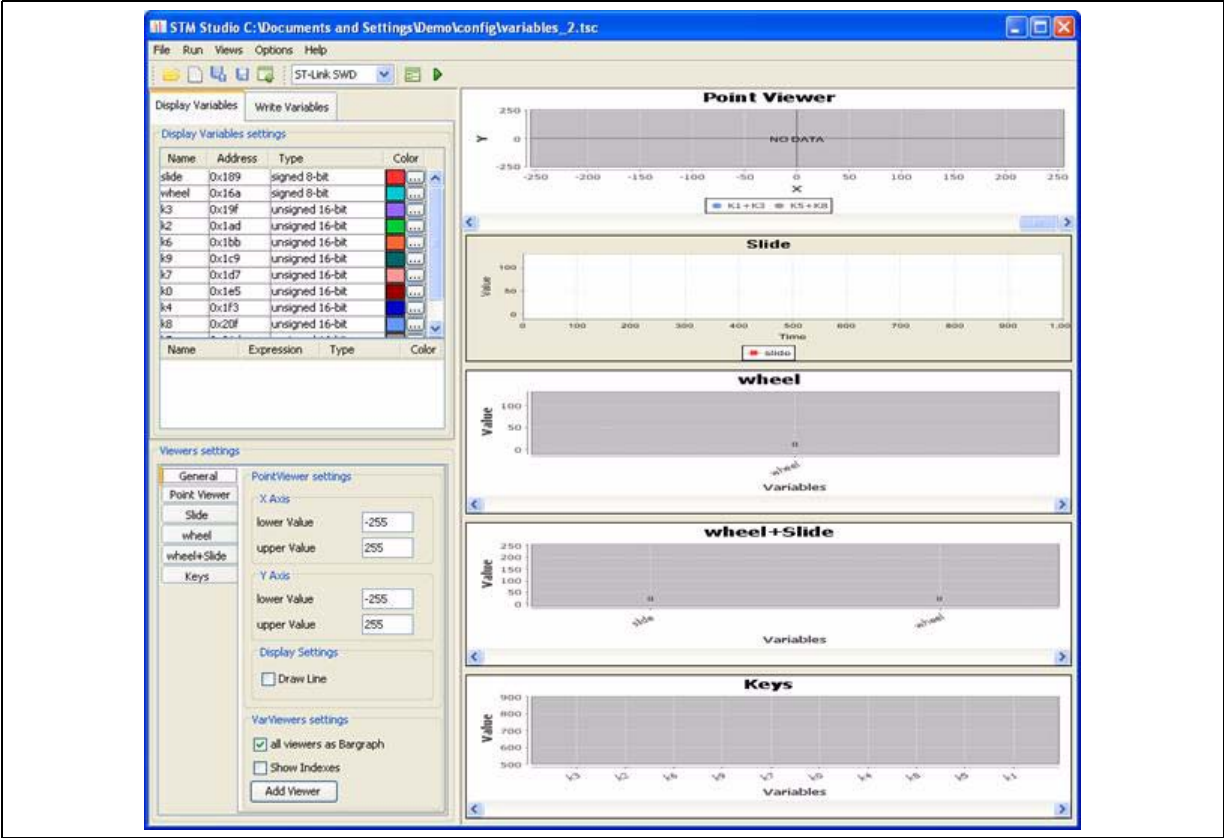 STM Studio C:\Documents and Settings\Demo\config\variables_2.tsc
File Run Views Options Help
ST-Link SWD
Display Variables Write Variables
Display Variables settings
Name Address Type Color
slide 0x189 signed 8-bit ...
wheel 0x16a signed 8-bit ...
k3 0x19f unsigned 16-bit ...
k2 0x1ad unsigned 16-bit ...
k6 0x1bb unsigned 16-bit ...
k9 0x1c9 unsigned 16-bit ...
k7 0x1d7 unsigned 16-bit ...
k0 0x1e5 unsigned 16-bit ...
k4 0x1f3 unsigned 16-bit ...
k8 0x20f unsigned 16-bit ...
Name Expression Type Color
Viewers settings
General
Point Viewer
Slide
wheel
wheel+Slide
Keys
PointViewer settings
X Axis
lower Value -255
upper Value 255
Y Axis
lower Value -255
upper Value 255
Display Settings
Draw Line
VarViewers settings
all viewers as Bargraph
Show Indexes
Add Viewer
Point Viewer
250
Y 0
-250
NO DATA
-250 -200 -150 -100 -50 0 50 100 150 200 250
X
K1+K3 K5+K8
Slide
Value
100
50
0
0 100 200 300 400 500 600 700 800 900 1,00
Time
slide
wheel
Value
100
50
0
0
wheel
Variables
wheel+Slide
Value
250
200
150
100
50
0
0 0
slide wheel
Variables
Keys
Value
900
800
700
600
500
k3 k2 k6 k9 k7 k0 k4 k8 k5 k1
Variables